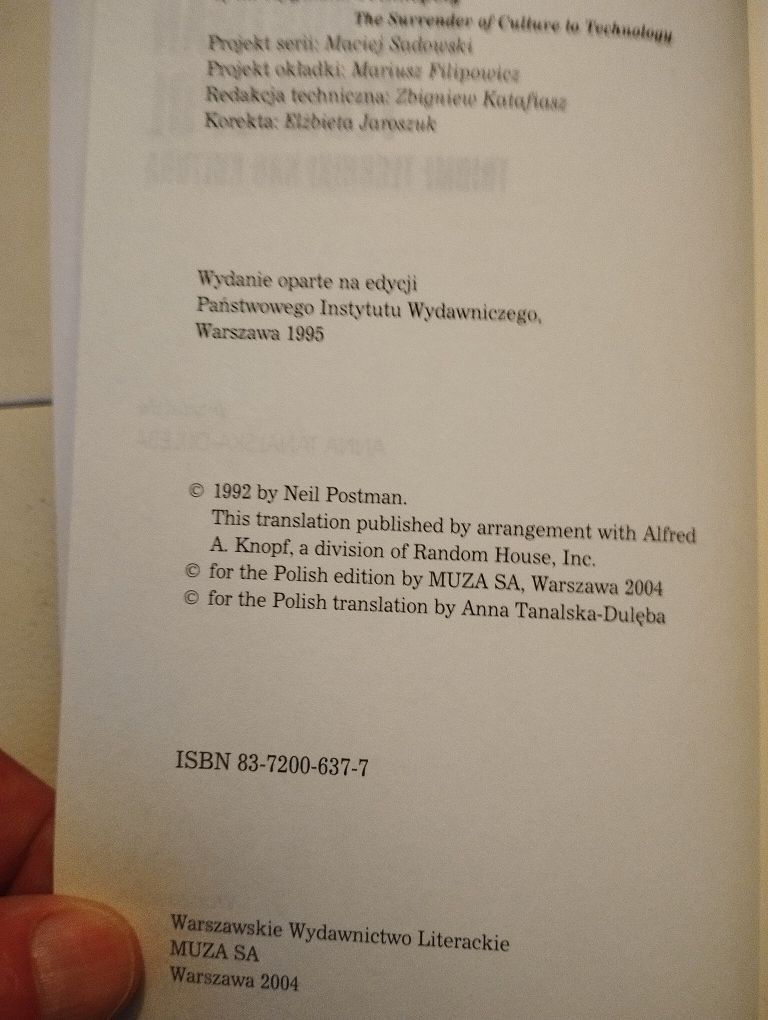 The Surrender of Culture to Technology
Projekt serii: Maciej Sadowski
Projekt okładki: Mariusz Filipowicz
Redakcja techniczna: Zbigniew Katafiasz
Korekta: Elżbieta Jaroszuk
Wydanie oparte na edycji
Państwowego Instytutu Wydawniczego,
Warszawa 1995
© 1992 by Neil Postman.
This translation published by arrangement with Alfred
A. Knopf, a division of Random House, Inc.
© for the Polish edition by MUZA SA, Warszawa 2004
© for the Polish translation by Anna Tanalska-Dulęba
ISBN 83-7200-637-7
Warszawskie Wydawnictwo Literackie
MUZA SA
Warszawa 2004